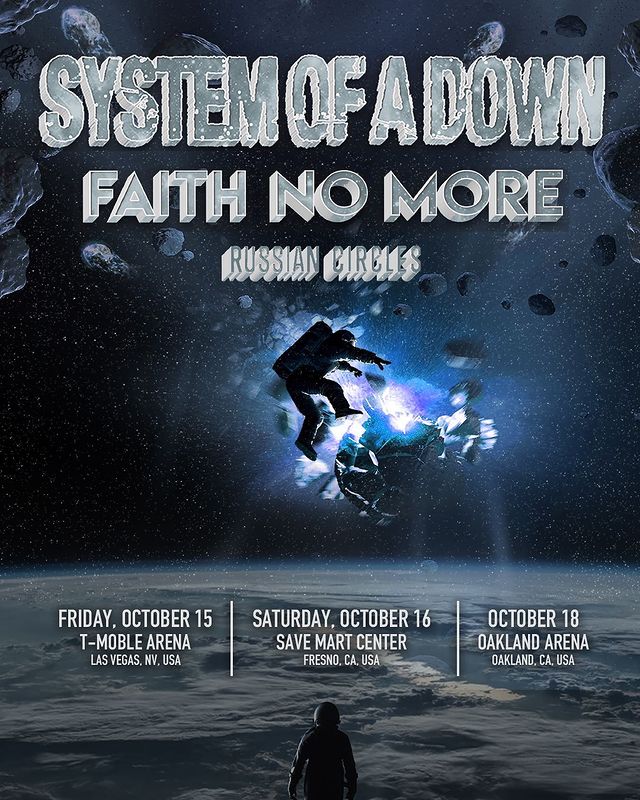 SYSTEM OF A DOWN
FAITH NO MORE
RUSSIAN CIRCLES
FRIDAY, OCTOBER 15
T-MOBLE ARENA
LAS VEGAS, NV, USA
SATURDAY, OCTOBER 16
SAVE MART CENTER
FRESNO, CA, USA
OCTOBER 18
OAKLAND ARENA
OAKLAND, CA, USA